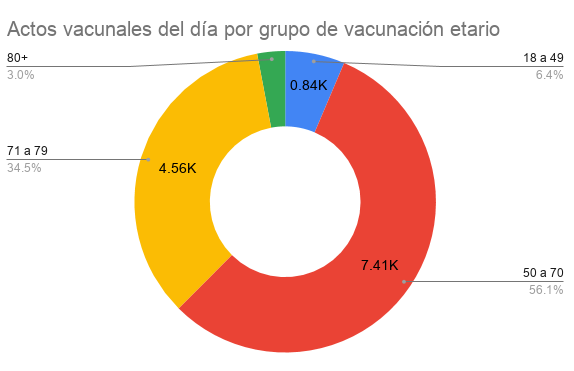 Actos vacunales del día por grupo de vacunación etario
80+
3.0%
18 a 49
6.4%
0.84K
71 a 79
34.5%
4.56K
7.41K
50 a 70
56.1%